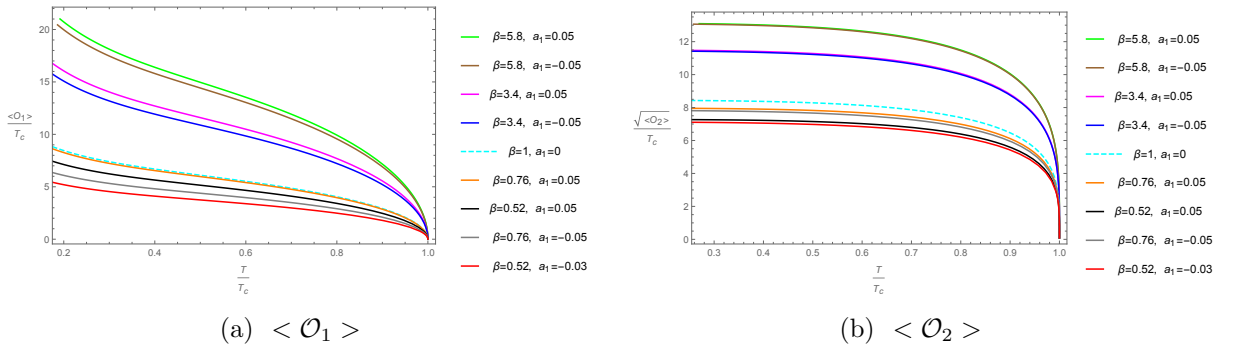 <O₁>
T_c
20
15
10
5
0
0.2 0.4 0.6 0.8 1.0
T
T_c
β=5.8, a₁=0.05
β=5.8, a₁=-0.05
β=3.4, a₁=0.05
β=3.4, a₁=-0.05
β=1, a₁=0
β=0.76, a₁=0.05
β=0.52, a₁=0.05
β=0.76, a₁=-0.05
β=0.52, a₁=-0.03
(a) < O₁ >
√<O₂>
T_c
12
10
8
6
4
2
0
0.3 0.4 0.5 0.6 0.7 0.8 0.9 1.0
T
T_c
β=5.8, a₁=0.05
β=5.8, a₁=-0.05
β=3.4, a₁=0.05
β=3.4, a₁=-0.05
β=1, a₁=0
β=0.76, a₁=0.05
β=0.52, a₁=0.05
β=0.76, a₁=-0.05
β=0.52, a₁=-0.03
(b) < O₂ >